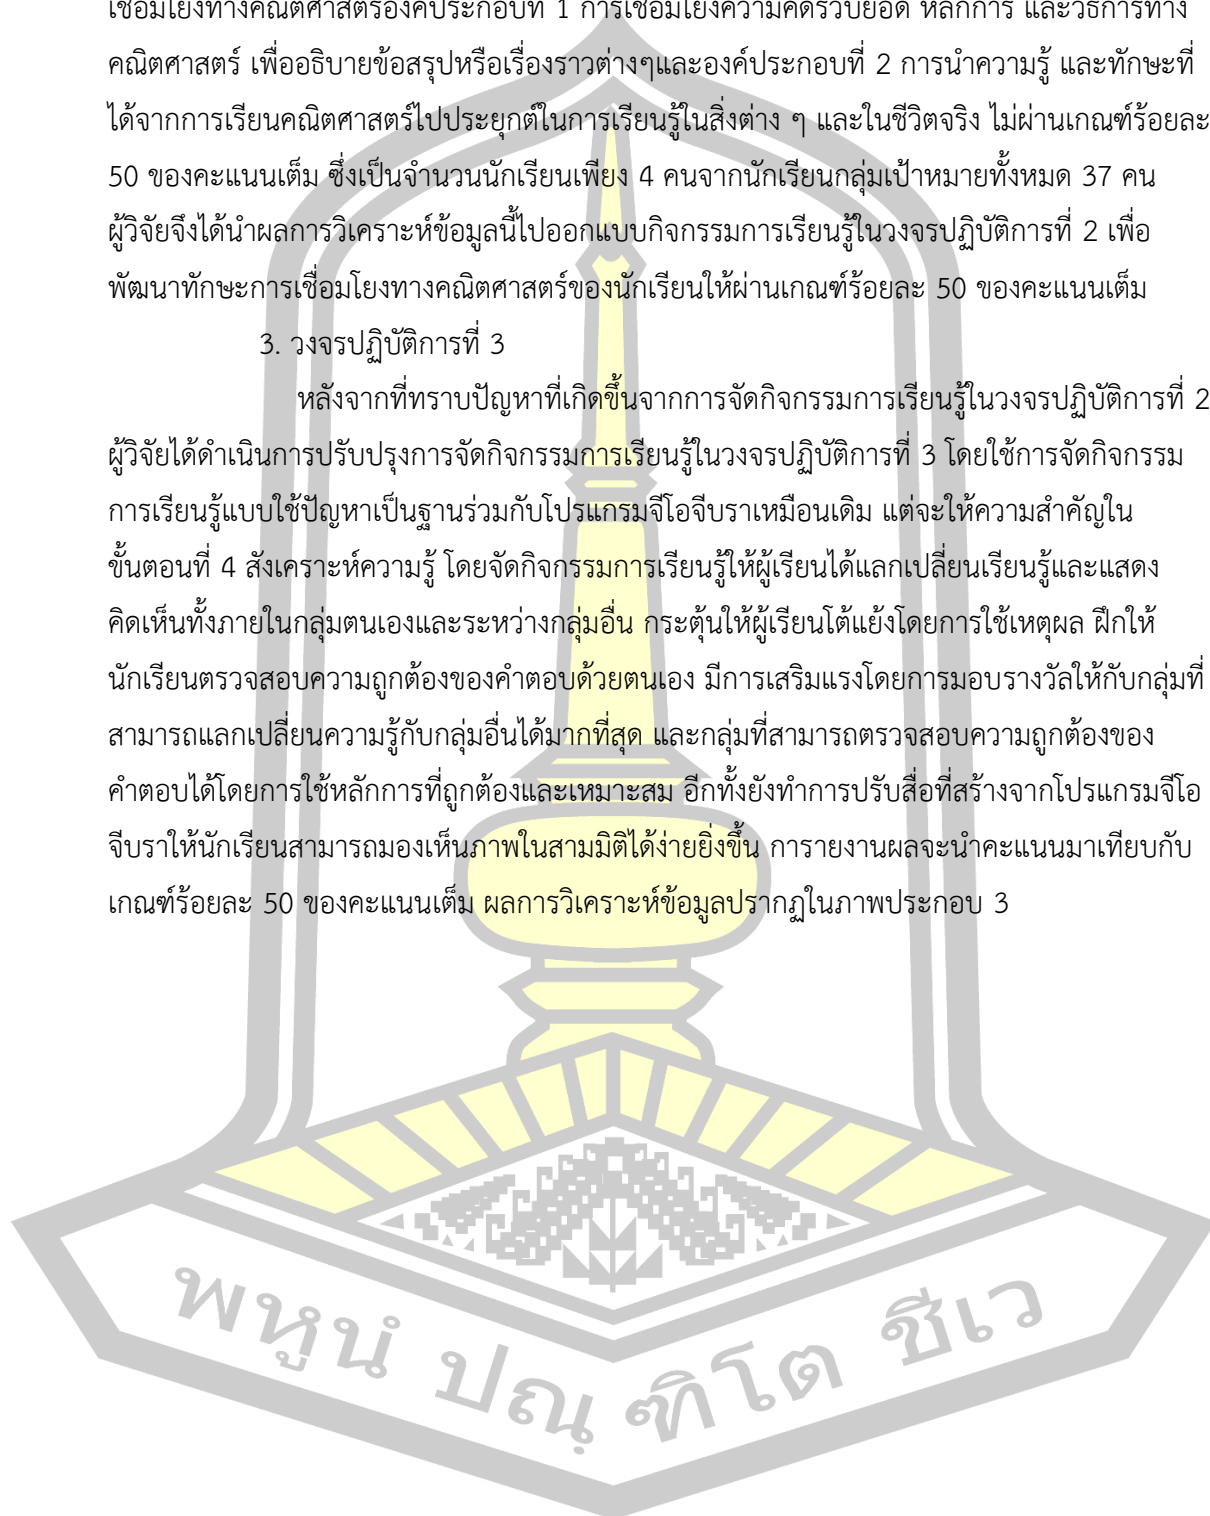 เชื่อมโยงทางคณิตศาสตร์องค์ประกอบที่ 1 การเชื่อมโยงความคิดรวบยอด หลักการ และวิธีการทาง
คณิตศาสตร์ เพื่ออธิบายข้อสรุปหรือเรื่องราวต่างๆและองค์ประกอบที่ 2 การนำความรู้ และทักษะที่
ได้จากการเรียนคณิตศาสตร์ไปประยุกต์ในการเรียนรู้ในสิ่งต่าง ๆ และในชีวิตจริง ไม่ผ่านเกณฑ์ร้อยละ
50 ของคะแนนเต็ม ซึ่งเป็นจำนวนนักเรียนเพียง 4 คนจากนักเรียนกลุ่มเป้าหมายทั้งหมด 37 คน
ผู้วิจัยจึงได้นำผลการวิเคราะห์ข้อมูลนี้ไปออกแบบกิจกรรมการเรียนรู้ในวงจรปฏิบัติการที่ 2 เพื่อ
พัฒนาทักษะการเชื่อมโยงทางคณิตศาสตร์ของนักเรียนให้ผ่านเกณฑ์ร้อยละ 50 ของคะแนนเต็ม
3. วงจรปฏิบัติการที่ 3
หลังจากที่ทราบปัญหาที่เกิดขึ้นจากการจัดกิจกรรมการเรียนรู้ในวงจรปฏิบัติการที่ 2
ผู้วิจัยได้ดำเนินการปรับปรุงการจัดกิจกรรมการเรียนรู้ในวงจรปฏิบัติการที่ 3 โดยใช้การจัดกิจกรรม
การเรียนรู้แบบใช้ปัญหาเป็นฐานร่วมกับโปรแกรมจีโอจีบราเหมือนเดิม แต่จะให้ความสำคัญใน
ขั้นตอนที่ 4 สังเคราะห์ความรู้ โดยจัดกิจกรรมการเรียนรู้ให้ผู้เรียนได้แลกเปลี่ยนเรียนรู้และแสดง
คิดเห็นทั้งภายในกลุ่มตนเองและระหว่างกลุ่มอื่น กระตุ้นให้ผู้เรียนโต้แย้งโดยการใช้เหตุผล ฝึกให้
นักเรียนตรวจสอบความถูกต้องของคำตอบด้วยตนเอง มีการเสริมแรงโดยการมอบรางวัลให้กับกลุ่มที่
สามารถแลกเปลี่ยนความรู้กับกลุ่มอื่นได้มากที่สุด และกลุ่มที่สามารถตรวจสอบความถูกต้องของ
คำตอบได้โดยการใช้หลักการที่ถูกต้องและเหมาะสม อีกทั้งยังทำการปรับสื่อที่สร้างจากโปรแกรมจีโอ
จีบราให้นักเรียนสามารถมองเห็นภาพในสามมิติได้ง่ายยิ่งขึ้น การายงานผลจะนำคะแนนมาเทียบกับ
เกณฑ์ร้อยละ 50 ของคะแนนเต็ม ผลการวิเคราะห์ข้อมูลปรากฏในภาพประกอบ 3
พหูนํ ปณฺฑิโต ชีเว